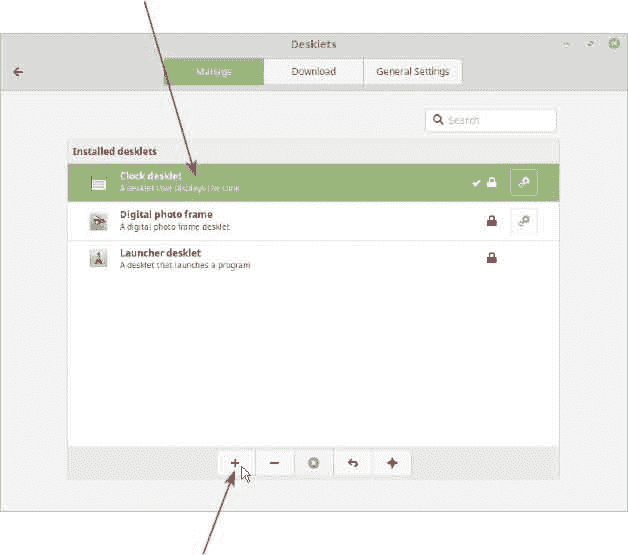 Desklets
Manage
Download
General Settings
Search
Installed desklets
Clock desklet
A desklet that displays the time
Digital photo frame
A digital photo frame desklet
Launcher desklet
A desklet that launches a program